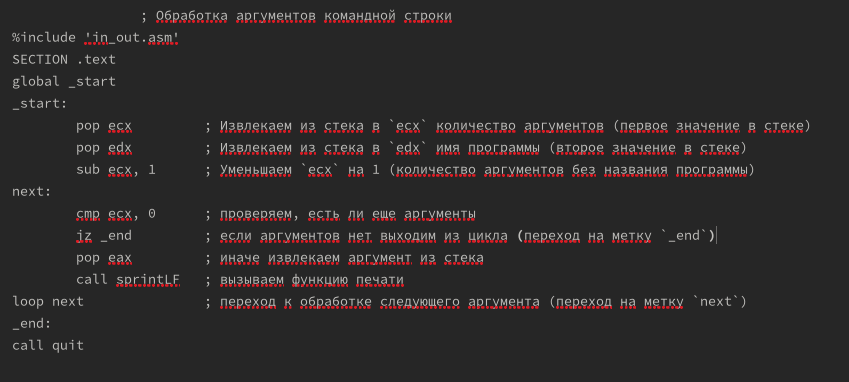 ; Обработка аргументов командной строки
%include 'in_out.asm'
SECTION .text
global _start
_start:
pop ecx ; Извлекаем из стека в `ecx` количество аргументов (первое значение в стеке)
pop edx ; Извлекаем из стека в `edx` имя программы (второе значение в стеке)
sub ecx, 1 ; Уменьшаем `ecx` на 1 (количество аргументов без названия программы)
next:
cmp ecx, 0 ; проверяем, есть ли еще аргументы
jz _end ; если аргументов нет выходим из цикла (переход на метку `_end`)
pop eax ; иначе извлекаем аргумент из стека
call sprintLF ; вызываем функцию печати
loop next ; переход к обработке следующего аргумента (переход на метку `next`)
_end:
call quit